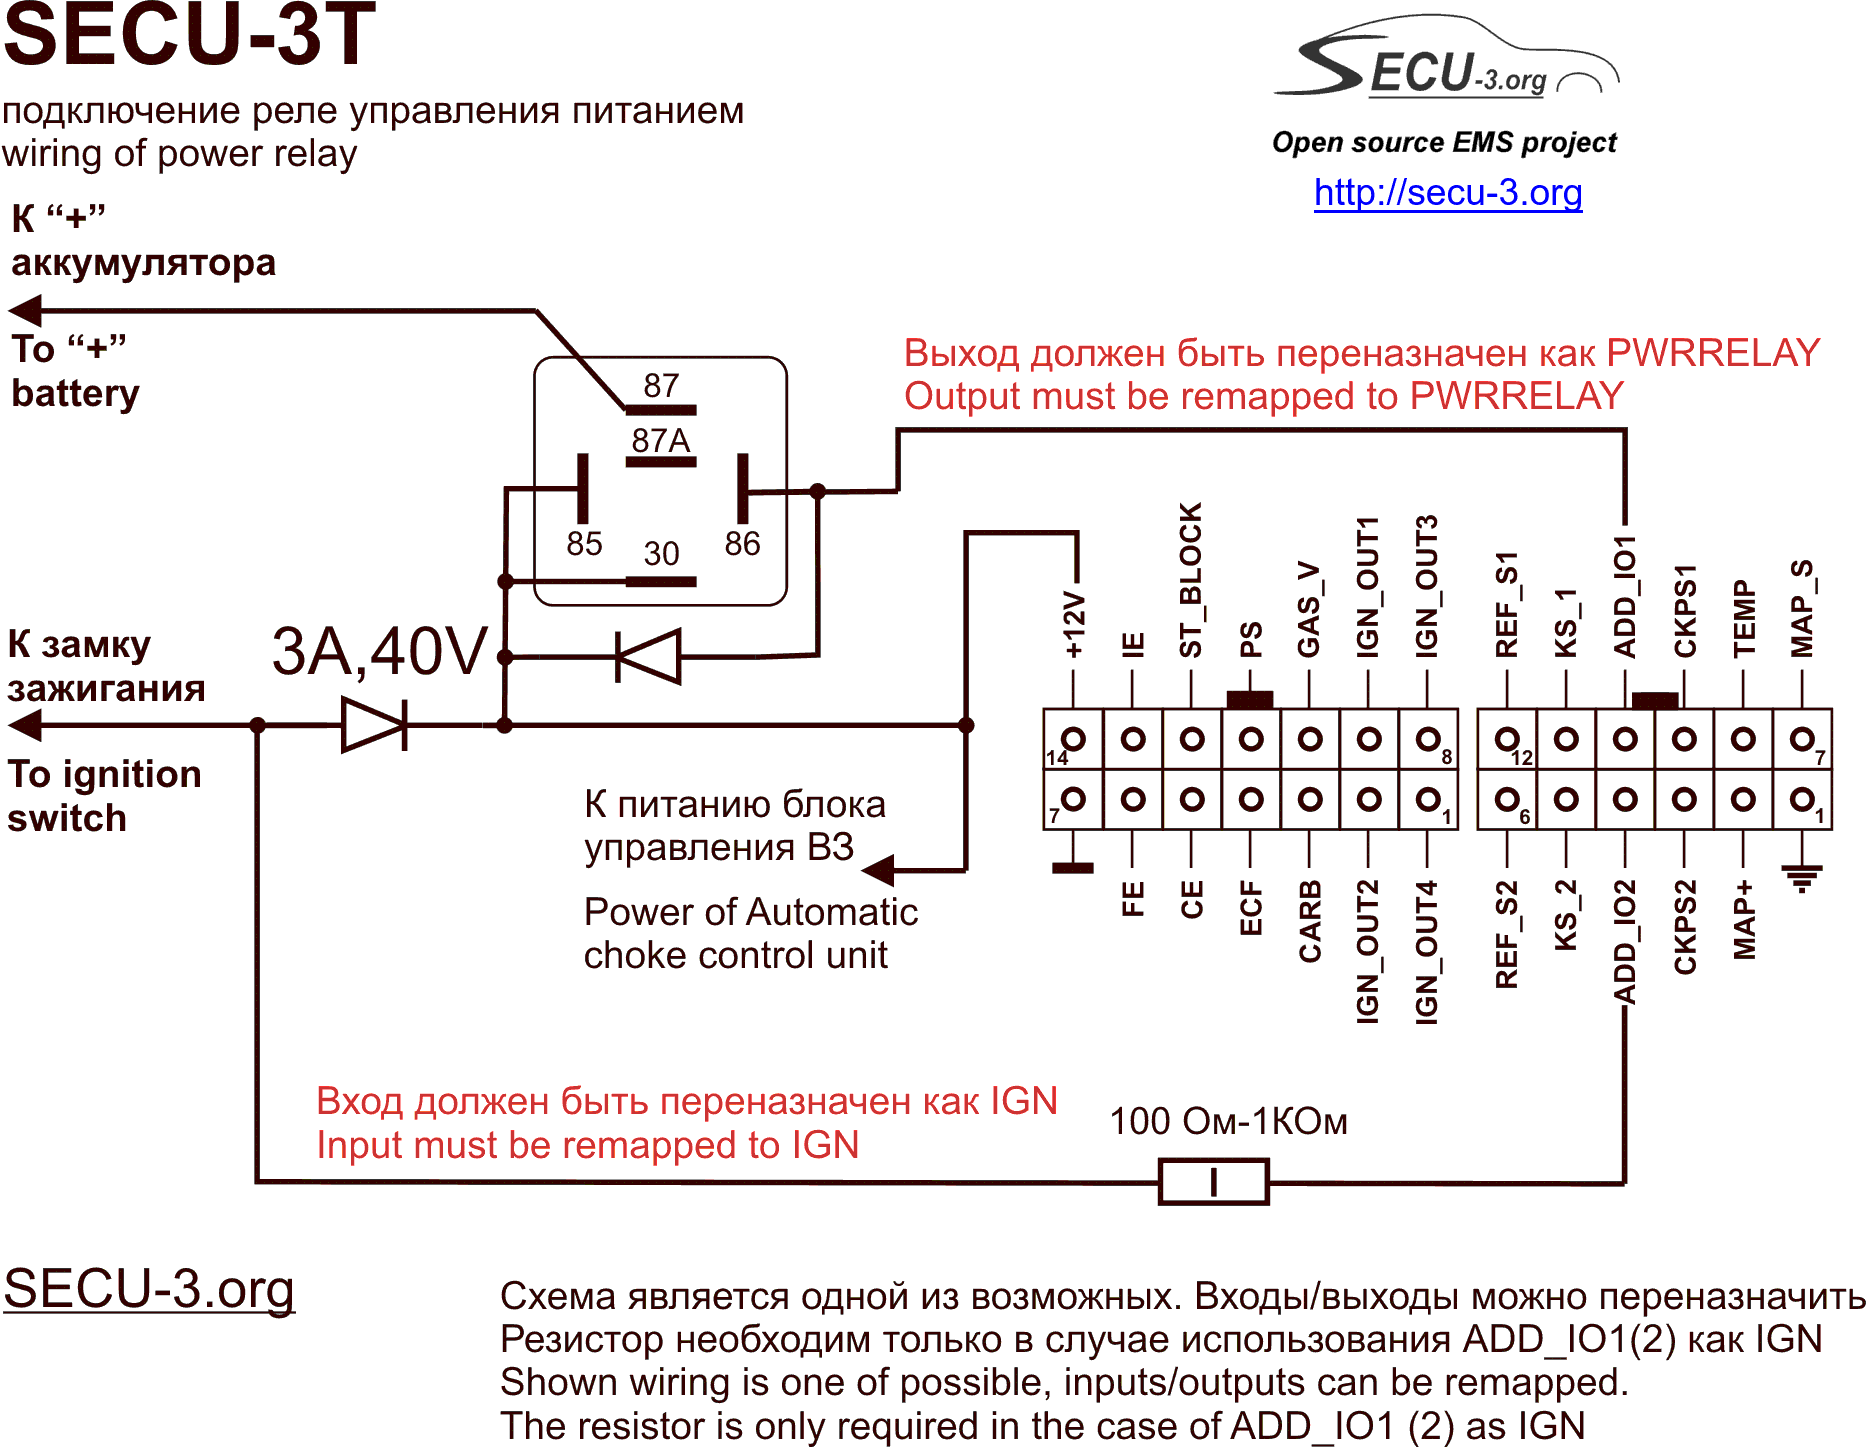 SECU-3T
подключение реле управления питанием
wiring of power relay
SECU-3.org
Open source EMS project
http://secu-3.org
К “+”
аккумулятора
To “+”
battery
87
87A
85
30
86
Выход должен быть переназначен как PWRRELAY
Output must be remapped to PWRRELAY
3A,40V
К замку
зажигания
To ignition
switch
К питанию блока
управления ВЗ
Power of Automatic
choke control unit
+12V
IE
ST_BLOCK
PS
GAS_V
IGN_OUT1
IGN_OUT3
REF_S1
KS_1
ADD_IO1
CKPS1
TEMP
MAP_S
14
8
12
7
7
1
6
1
FE
CE
ECF
CARB
IGN_OUT2
IGN_OUT4
REF_S2
KS_2
ADD_IO2
CKPS2
MAP+
Вход должен быть переназначен как IGN
Input must be remapped to IGN
100 Ом-1КОм
SECU-3.org
Схема является одной из возможных. Входы/выходы можно переназначить
Резистор необходим только в случае использования ADD_IO1(2) как IGN
Shown wiring is one of possible, inputs/outputs can be remapped.
The resistor is only required in the case of ADD_IO1 (2) as IGN